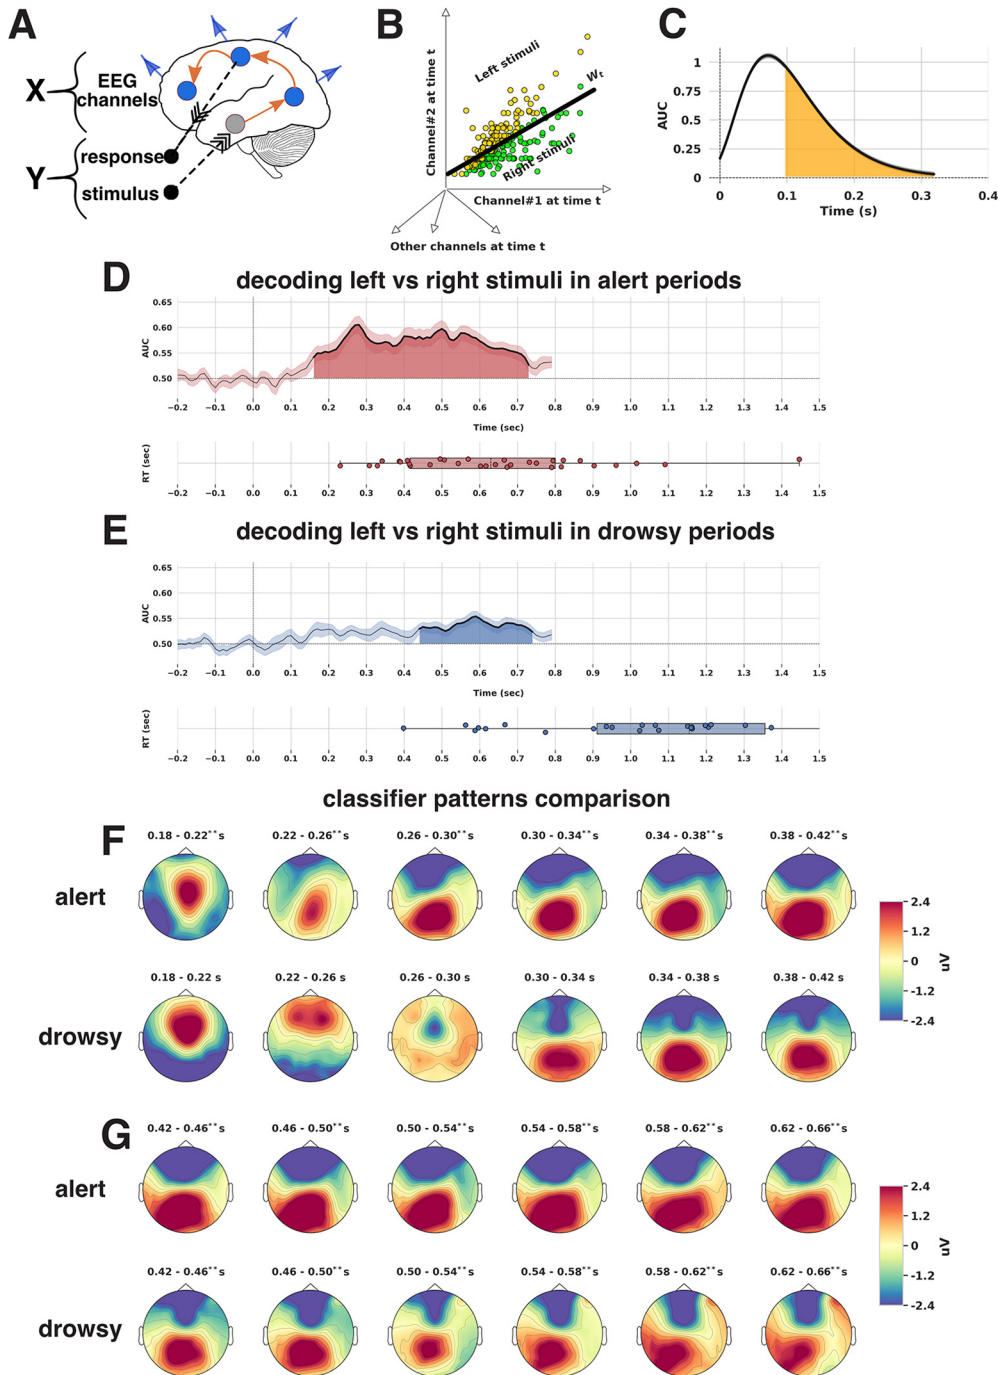 A
X
EEG
channels
Y
response
stimulus
B
Channel#2 at time t
Left stimuli
Wt
Right stimuli
Channel#1 at time t
Other channels at time t
C
AUC
1
0.75
0.5
0.25
0
0 0.1 0.2 0.3 0.4
Time (s)
D decoding left vs right stimuli in alert periods
AUC
0.65
0.60
0.55
0.50
−0.2 −0.1 0.0 0.1 0.2 0.3 0.4 0.5 0.6 0.7 0.8 0.9 1.0 1.1 1.2 1.3 1.4 1.5
Time (sec)
RT (sec)
−0.2 −0.1 0.0 0.1 0.2 0.3 0.4 0.5 0.6 0.7 0.8 0.9 1.0 1.1 1.2 1.3 1.4 1.5
E decoding left vs right stimuli in drowsy periods
AUC
0.65
0.60
0.55
0.50
−0.2 −0.1 0.0 0.1 0.2 0.3 0.4 0.5 0.6 0.7 0.8 0.9 1.0 1.1 1.2 1.3 1.4 1.5
Time (sec)
RT (sec)
−0.2 −0.1 0.0 0.1 0.2 0.3 0.4 0.5 0.6 0.7 0.8 0.9 1.0 1.1 1.2 1.3 1.4 1.5
classifier patterns comparison
F
0.18 - 0.22**s 0.22 - 0.26**s 0.26 - 0.30**s 0.30 - 0.34**s 0.34 - 0.38**s 0.38 - 0.42**s
alert
0.18 - 0.22 s 0.22 - 0.26 s 0.26 - 0.30 s 0.30 - 0.34 s 0.34 - 0.38 s 0.38 - 0.42 s
drowsy
2.4
1.2
0
-1.2
-2.4
uV
G
0.42 - 0.46**s 0.46 - 0.50**s 0.50 - 0.54**s 0.54 - 0.58**s 0.58 - 0.62**s 0.62 - 0.66**s
alert
0.42 - 0.46**s 0.46 - 0.50**s 0.50 - 0.54**s 0.54 - 0.58**s 0.58 - 0.62**s 0.62 - 0.66**s
drowsy
2.4
1.2
0
-1.2
-2.4
uV